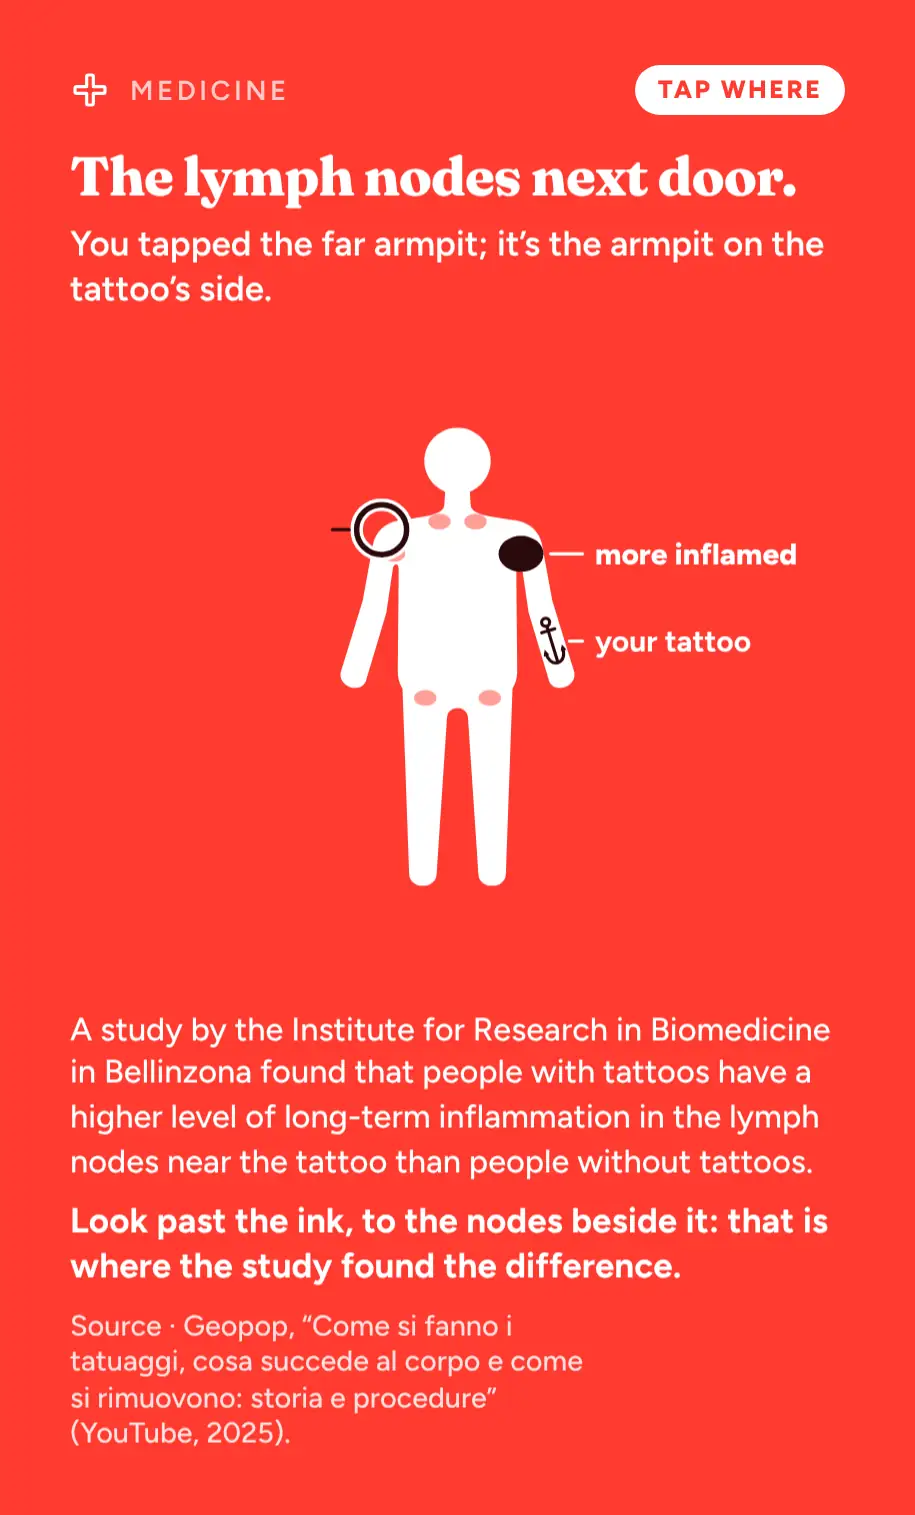 MEDICINE
TAP WHERE
The lymph nodes next door.
You tapped the far armpit; it’s the armpit on the
tattoo’s side.
more inflamed
your tattoo
A study by the Institute for Research in Biomedicine
in Bellinzona found that people with tattoos have a
higher level of long-term inflammation in the lymph
nodes near the tattoo than people without tattoos.
Look past the ink, to the nodes beside it: that is
where the study found the difference.
Source · Geopop, “Come si fanno i
tatuaggi, cosa succede al corpo e come
si rimuovono: storia e procedure”
(YouTube, 2025).